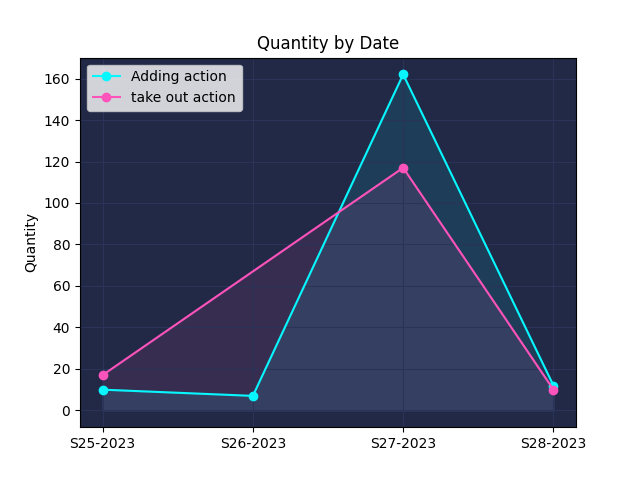 Quantity by Date
Adding action
take out action
160
140
120
100
80
60
40
20
0
Quantity
S25-2023 S26-2023 S27-2023 S28-2023